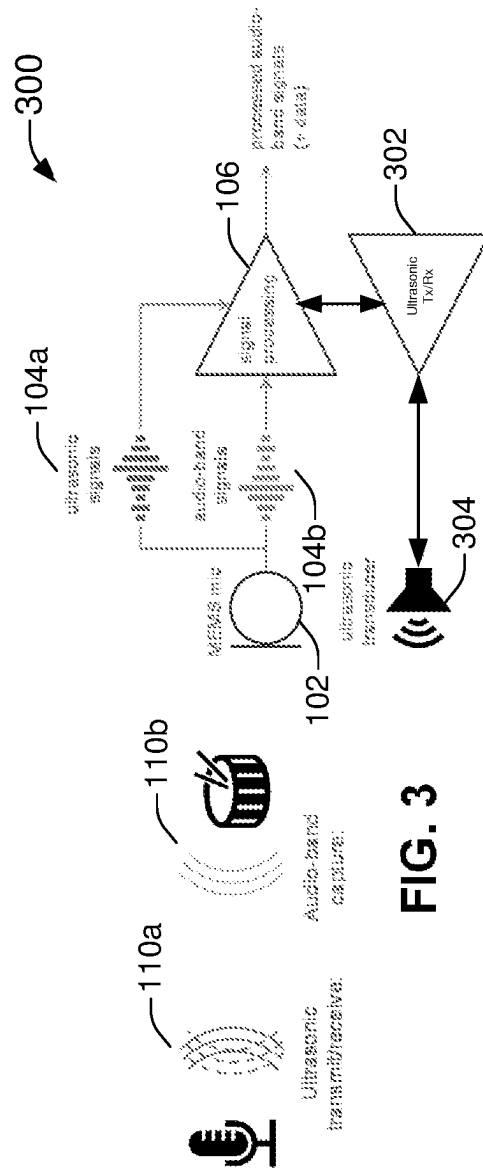 300
104a
ultrasonic
signals
106
processed audio-
band signals
(+ data)
110a
110b
MEMS mic
audio-band
signals
signal
processing
102
104b
Ultrasonic
transmit/receive:
Audio-band
capture:
ultrasonic
transducer
Ultrasonic
Tx/Rx
302
304
FIG. 3